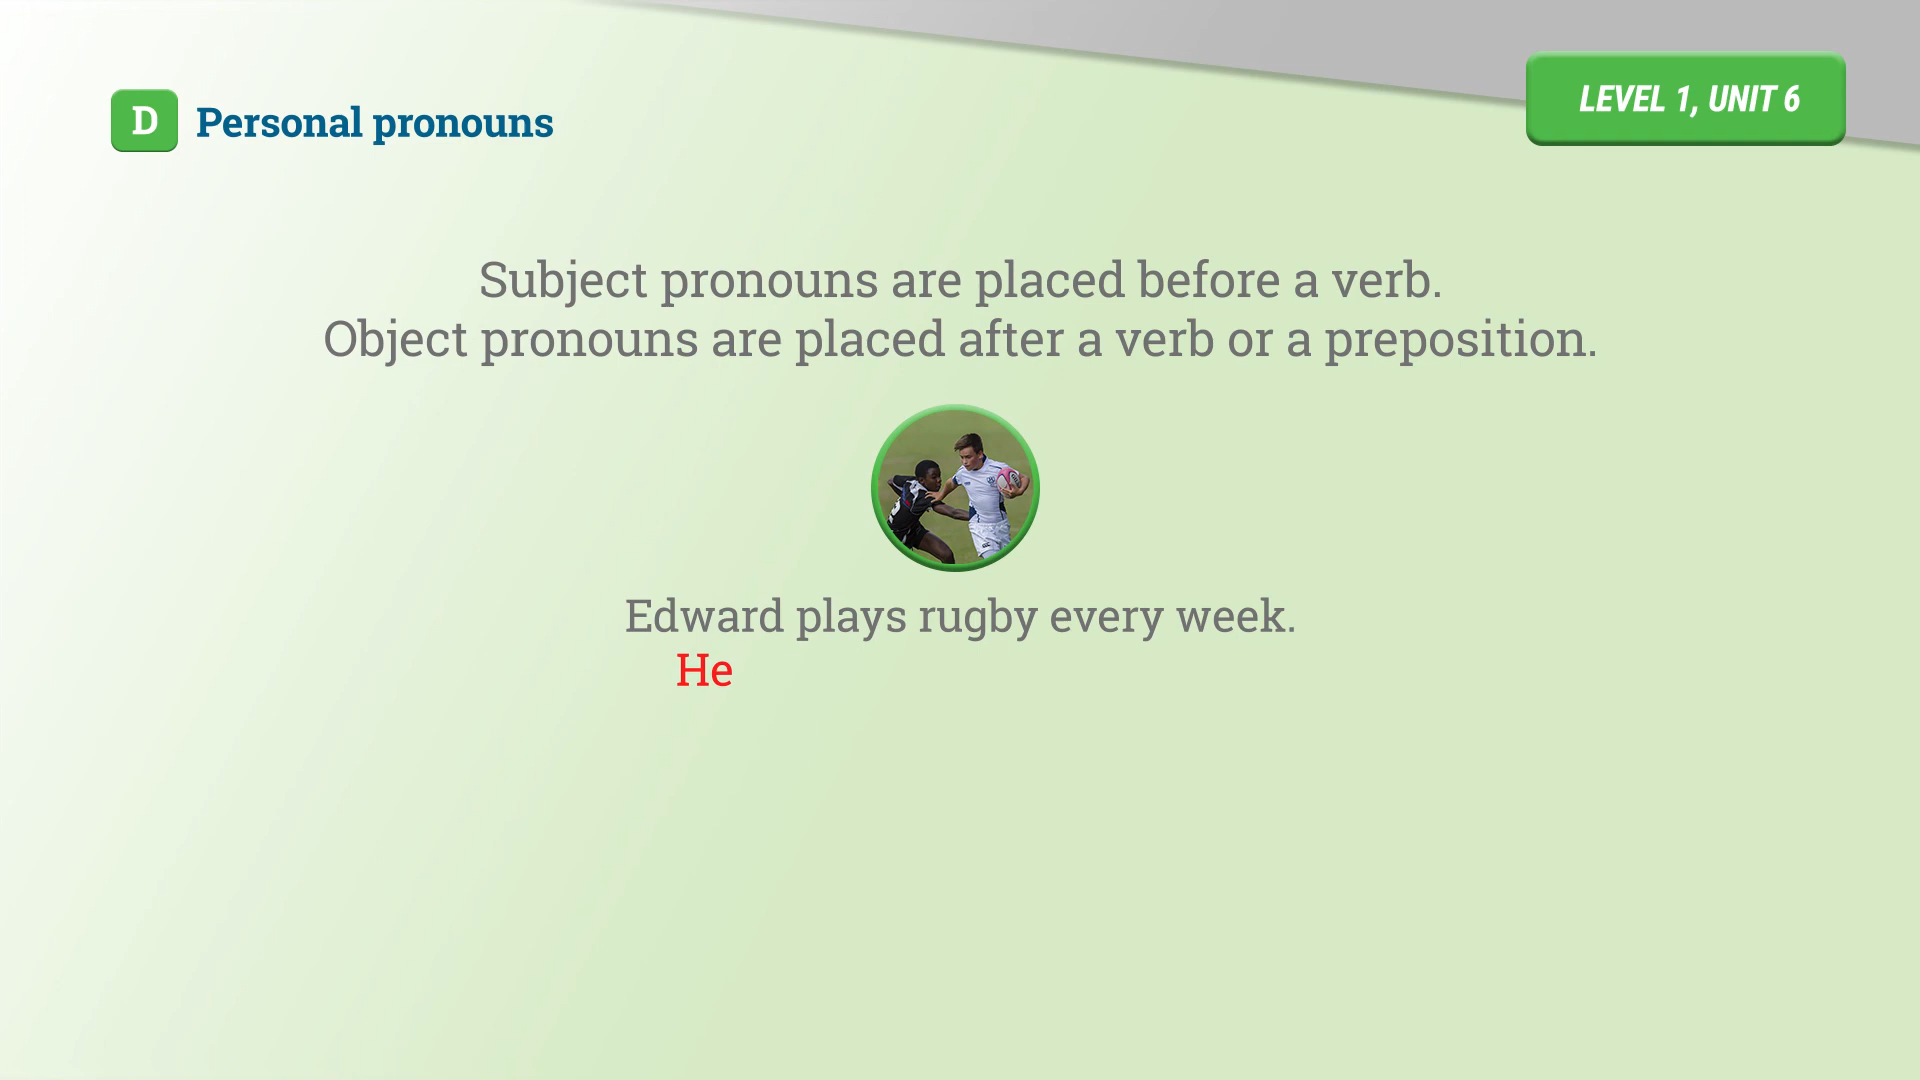 D Personal pronouns
LEVEL 1, UNIT 6
Subject pronouns are placed before a verb.
Object pronouns are placed after a verb or a preposition.
Edward plays rugby every week.
He